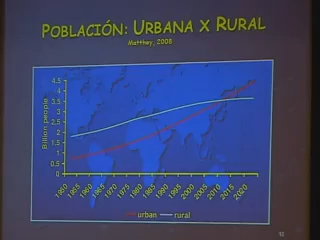 POBLACIÓN: URBANA X RURAL
Matthey, 2008
Billion people
4.5
4
3.5
3
2.5
2
1.5
1
0.5
0
1950 1955 1960 1965 1970 1975 1980 1985 1990 1995 2000 2005 2010 2015 2020
urban rural